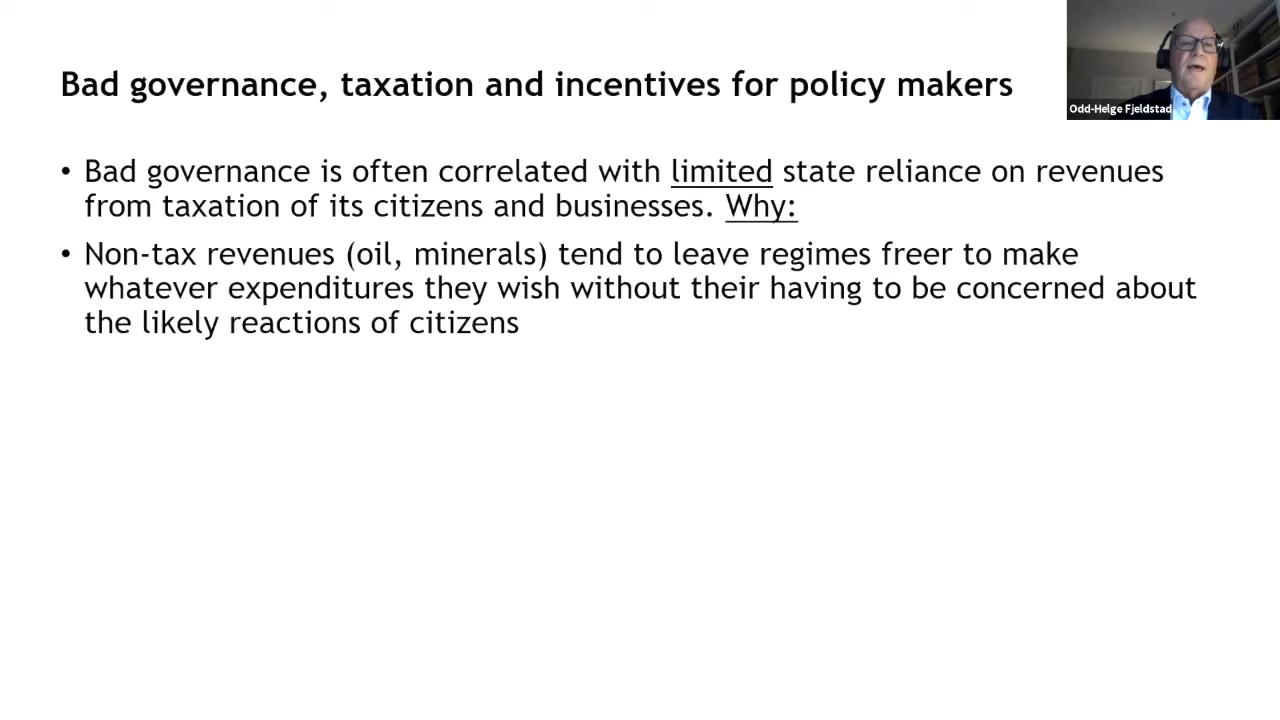 Bad governance, taxation and incentives for policy makers
Odd-Helge Fjeldstad
• Bad governance is often correlated with limited state reliance on revenues
from taxation of its citizens and businesses. Why:
• Non-tax revenues (oil, minerals) tend to leave regimes freer to make
whatever expenditures they wish without their having to be concerned about
the likely reactions of citizens